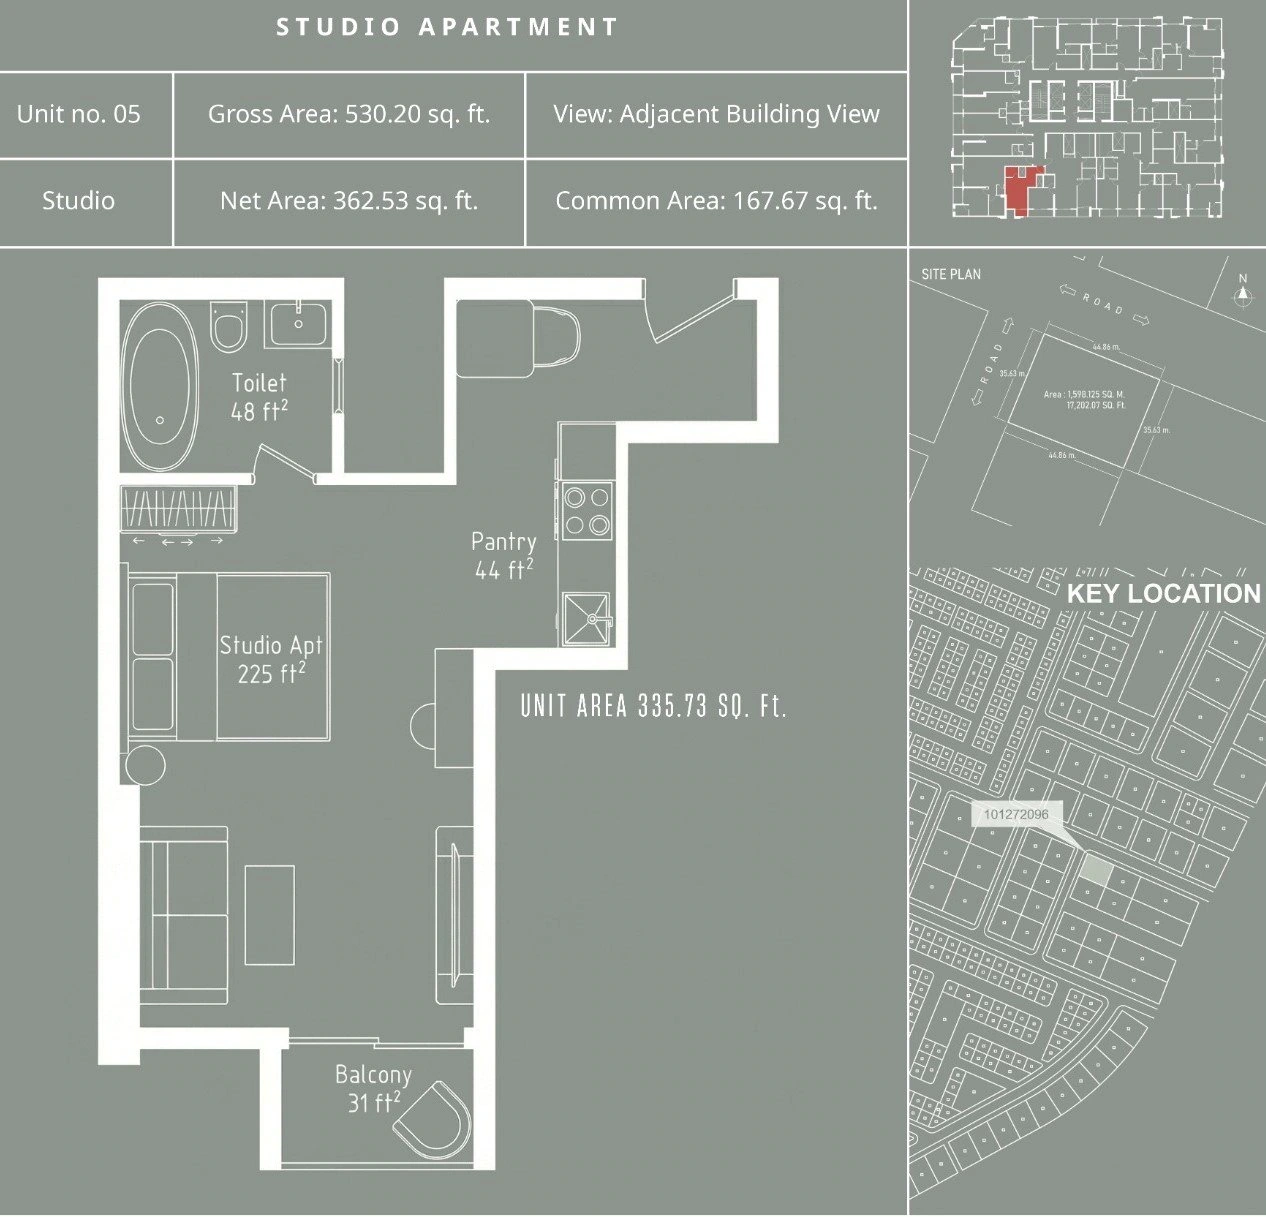 STUDIO APARTMENT
Unit no. 05
Gross Area: 530.20 sq. ft.
View: Adjacent Building View
Studio
Net Area: 362.53 sq. ft.
Common Area: 167.67 sq. ft.
Toilet
48 ft²
Pantry
44 ft²
Studio Apt
225 ft²
UNIT AREA 335.73 SQ. Ft.
Balcony
31 ft²
SITE PLAN
N
ROAD
ROAD
44.86 m.
35.63 m.
Area : 1,598.125 SQ. M.
17,202.07 SQ. Ft.
35.63 m.
44.86 m.
KEY LOCATION
101272096